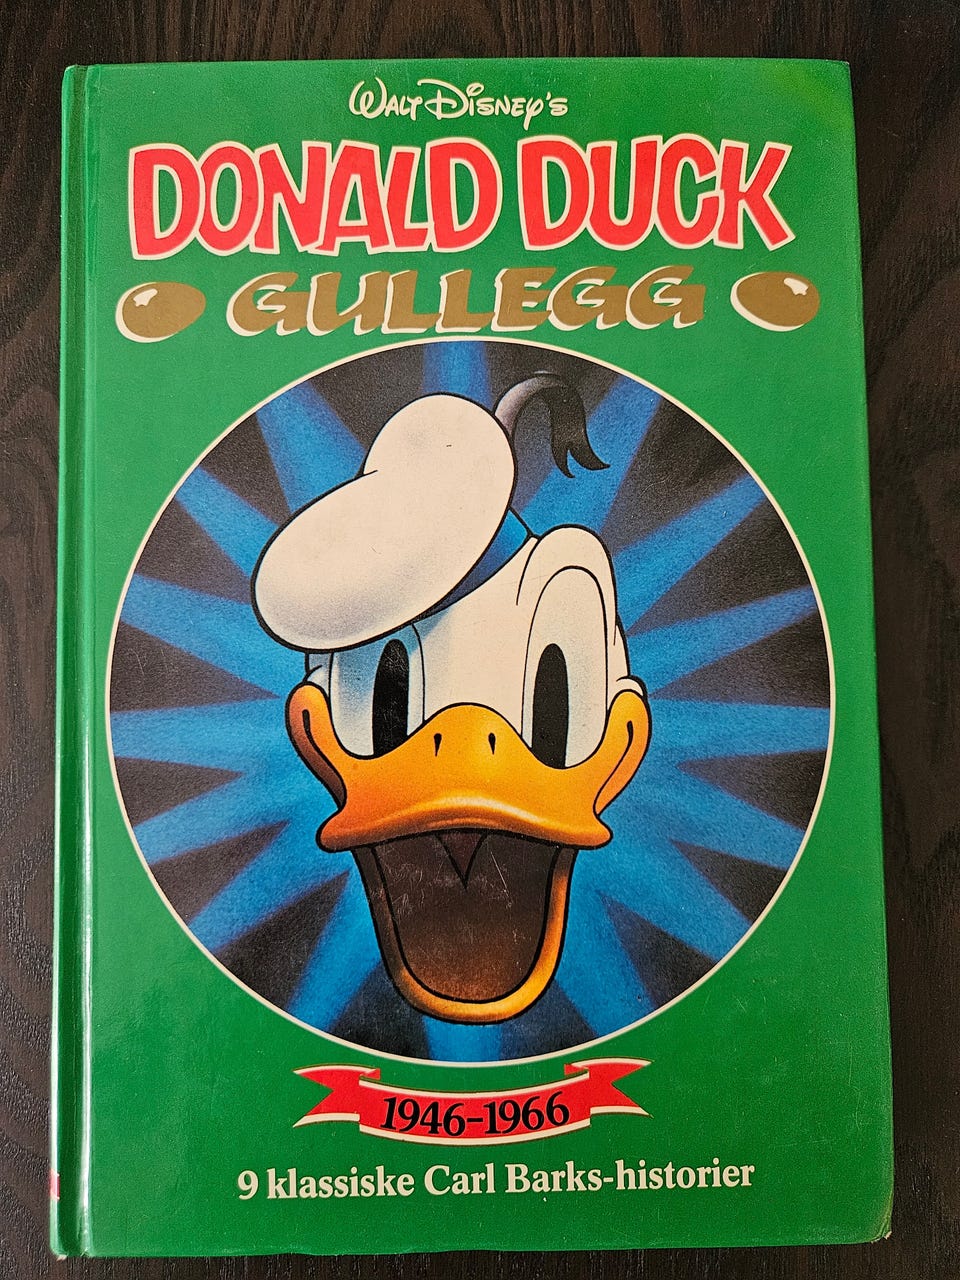 Walt Disney's
DONALD DUCK
GULLEGG
1946-1966
9 klassiske Carl Barks-historier